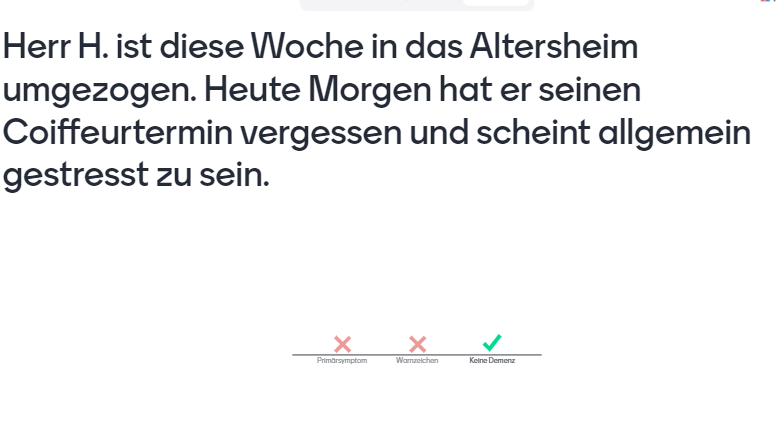 Herr H. ist diese Woche in das Altersheim
umgezogen. Heute Morgen hat er seinen
Coiffeurtermin vergessen und scheint allgemein
gestresst zu sein.
Primärsymptom Warnzeichen Keine Demenz